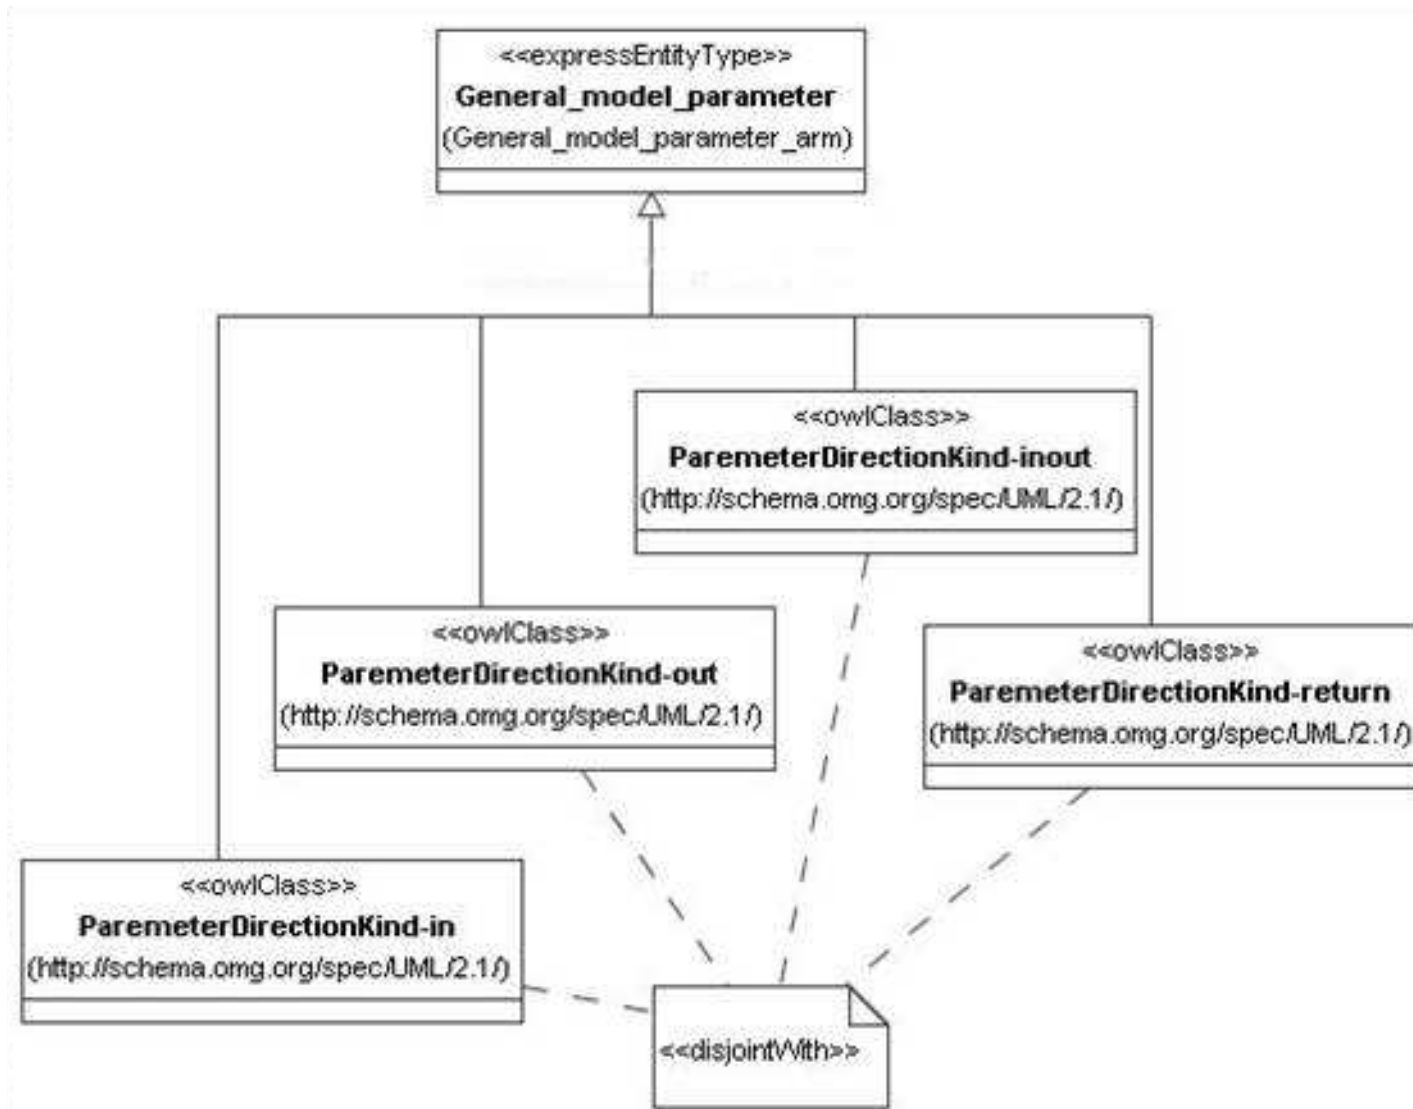 <<expressEntityType>>
General_model_parameter
(General_model_parameter_arm)
<<owlClass>>
ParemeterDirectionKind-inout
(http://schema.omg.org/spec/UML/2.1/)
<<owlClass>>
ParemeterDirectionKind-out
(http://schema.omg.org/spec/UML/2.1/)
<<owlClass>>
ParemeterDirectionKind-return
(http://schema.omg.org/spec/UML/2.1/)
<<owlClass>>
ParemeterDirectionKind-in
(http://schema.omg.org/spec/UML/2.1/)
<<disjointWith>>